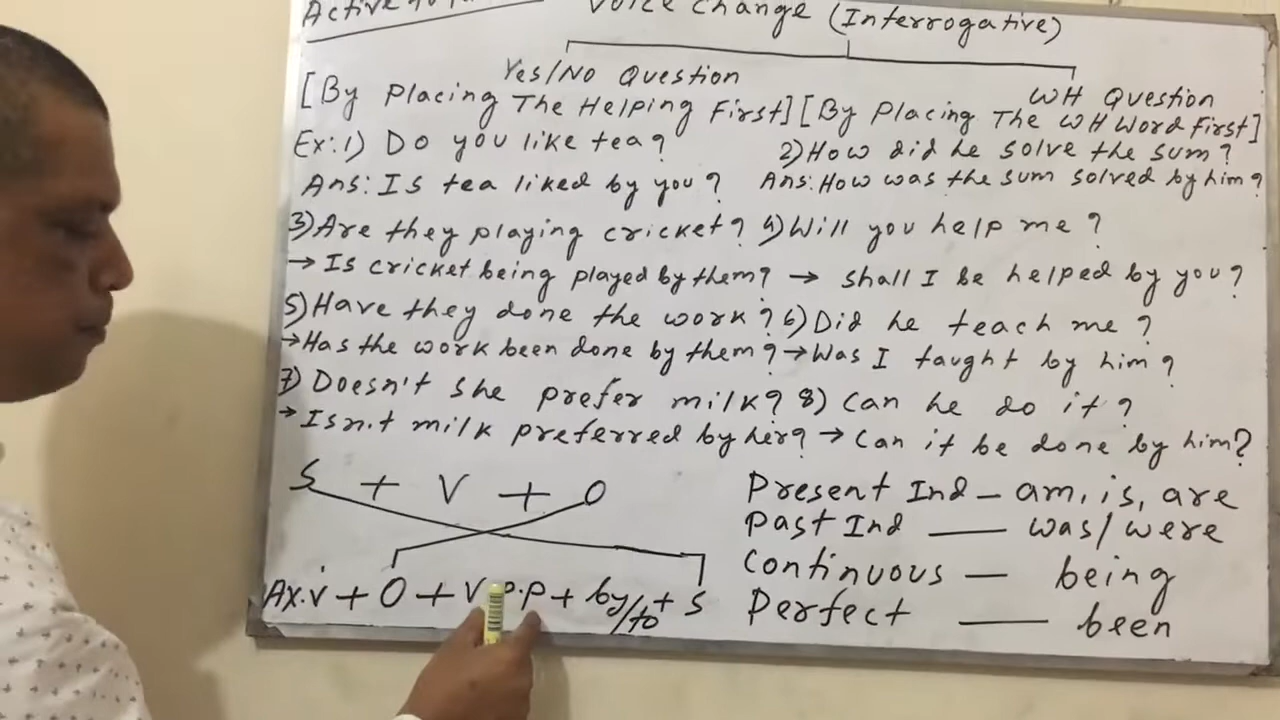 Active to
Voice Change (Interrogative)
Yes/No Question
WH Question
[By Placing The Helping First] [By Placing The WH Word First]
Ex:1) Do you like tea? 2) How did he solve the sum?
Ans: Is tea liked by you? Ans: How was the sum solved by him?
3) Are they playing cricket? 4) Will you help me?
→ Is cricket being played by them? → Shall I be helped by you?
5) Have they done the work? 6) Did he teach me?
→ Has the work been done by them? → Was I taught by him?
7) Doesn't she prefer milk? 8) Can he do it?
→ Isn't milk preferred by her? → Can it be done by him?
S + V + O
Ax.v + O + V P.P + by/to + S
Present Ind – am, is, are
Past Ind — was/were
Continuous – being
Perfect — been